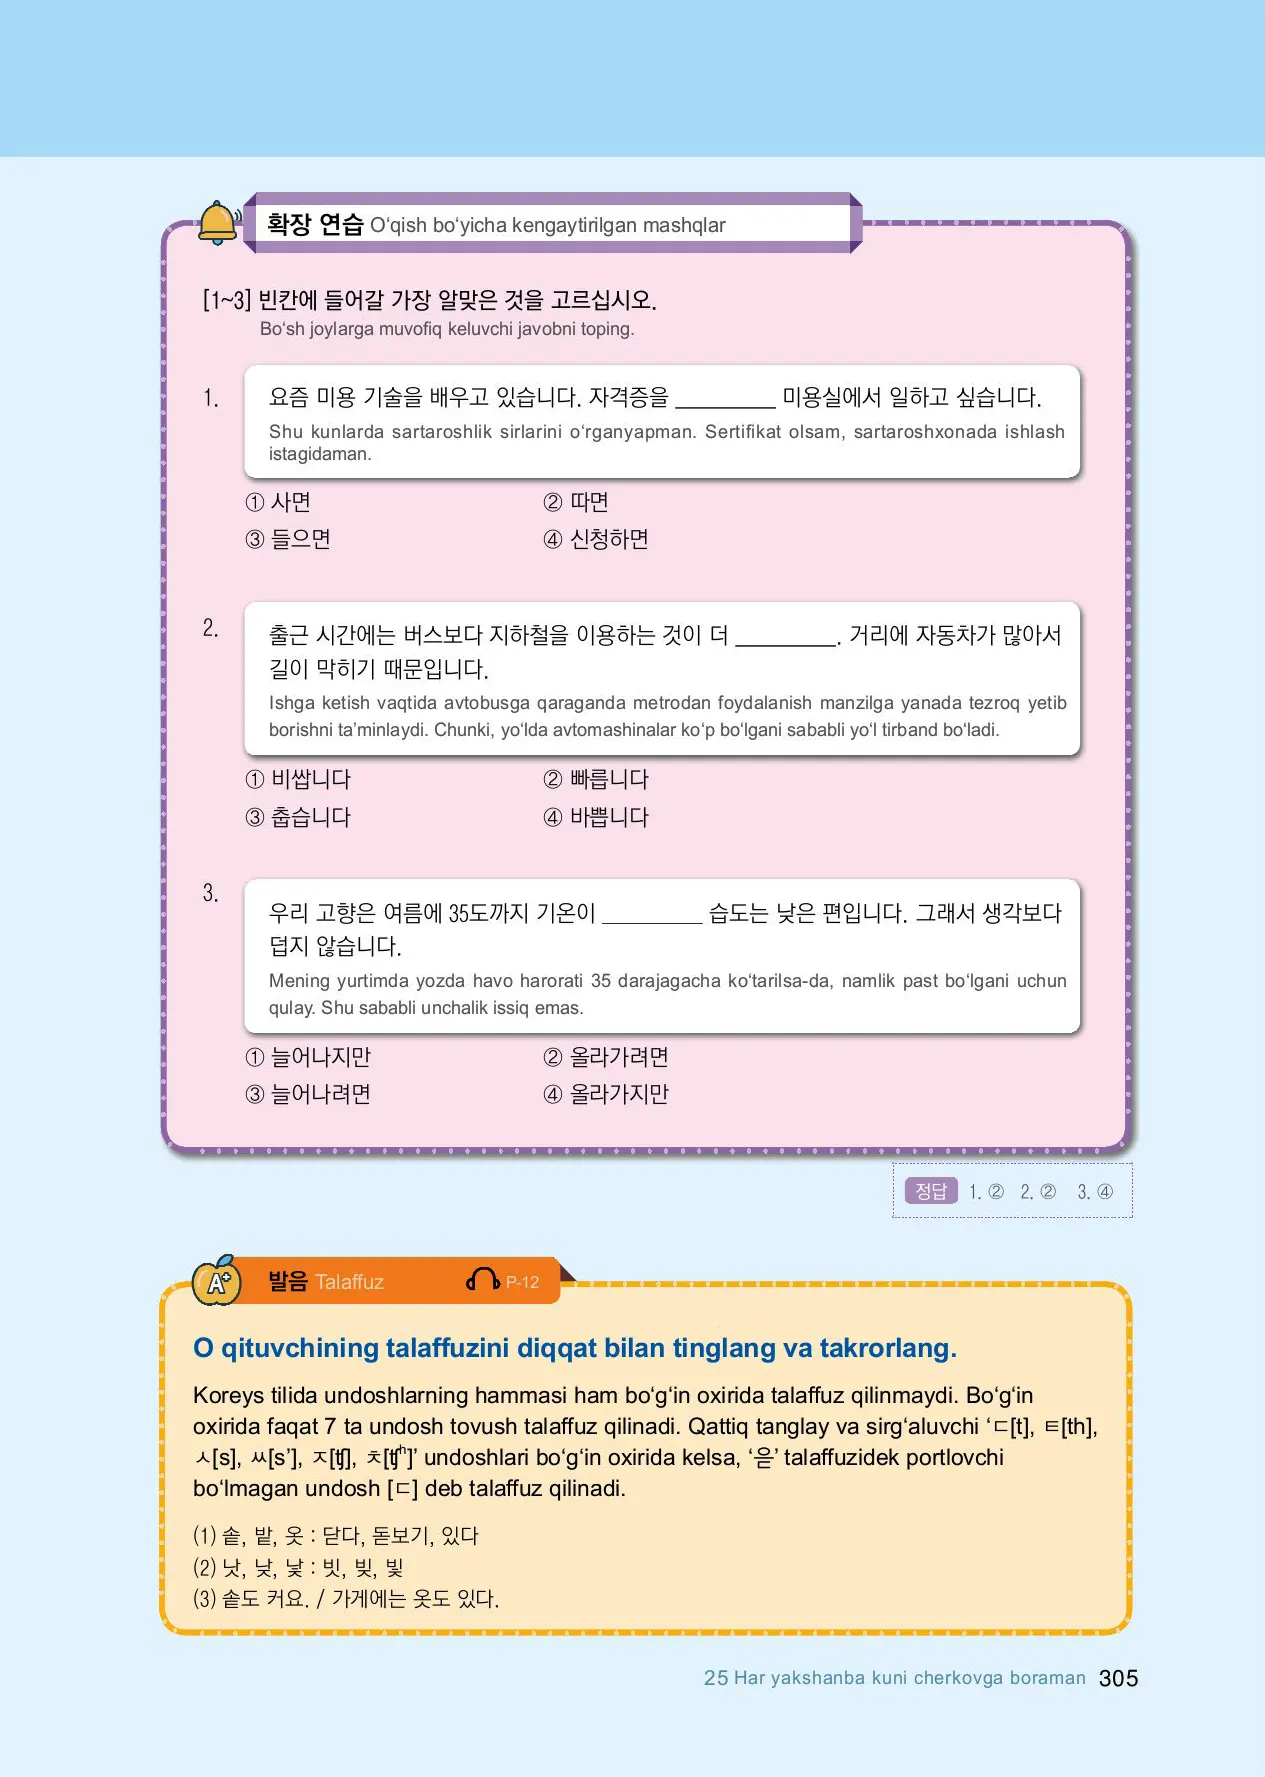 확장 연습 O‘qish bo‘yicha kengaytirilgan mashqlar
[1~3] 빈칸에 들어갈 가장 알맞은 것을 고르십시오.
Bo‘sh joylarga muvofiq keluvchi javobni toping.
1.
요즘 미용 기술을 배우고 있습니다. 자격증을 _________ 미용실에서 일하고 싶습니다.
Shu kunlarda sartaroshlik sirlarini o‘rganyapman. Sertifikat olsam, sartaroshxonada ishlash
istagidaman.
① 사면 ② 따면
③ 들으면 ④ 신청하면
2.
출근 시간에는 버스보다 지하철을 이용하는 것이 더 _________. 거리에 자동차가 많아서
길이 막히기 때문입니다.
Ishga ketish vaqtida avtobusga qaraganda metrodan foydalanish manzilga yanada tezroq yetib
borishni ta’minlaydi. Chunki, yo‘lda avtomashinalar ko‘p bo‘lgani sababli yo‘l tirband bo‘ladi.
① 비쌉니다 ② 빠릅니다
③ 춥습니다 ④ 바쁩니다
3.
우리 고향은 여름에 35도까지 기온이 _________ 습도는 낮은 편입니다. 그래서 생각보다
덥지 않습니다.
Mening yurtimda yozda havo harorati 35 darajagacha ko‘tarilsa-da, namlik past bo‘lgani uchun
qulay. Shu sababli unchalik issiq emas.
① 늘어나지만 ② 올라가려면
③ 늘어나려면 ④ 올라가지만
정답 1. ② 2. ② 3. ④
A+ 발음 Talaffuz P-12
O qituvchining talaffuzini diqqat bilan tinglang va takrorlang.
Koreys tilida undoshlarning hammasi ham bo‘g‘in oxirida talaffuz qilinmaydi. Bo‘g‘in
oxirida faqat 7 ta undosh tovush talaffuz qilinadi. Qattiq tanglay va sirg‘aluvchi ‘ㄷ[t], ㅌ[th],
ㅅ[s], ㅆ[s’], ㅈ[ʧ], ㅊ[ʧʰ]’ undoshlari bo‘g‘in oxirida kelsa, ‘읃’ talaffuzidek portlovchi
bo‘lmagan undosh [ㄷ] deb talaffuz qilinadi.
(1) 솥, 밭, 옷 : 닫다, 돋보기, 있다
(2) 낫, 낮, 낯 : 빗, 빚, 빛
(3) 솥도 커요. / 가게에는 옷도 있다.
25 Har yakshanba kuni cherkovga boraman 305